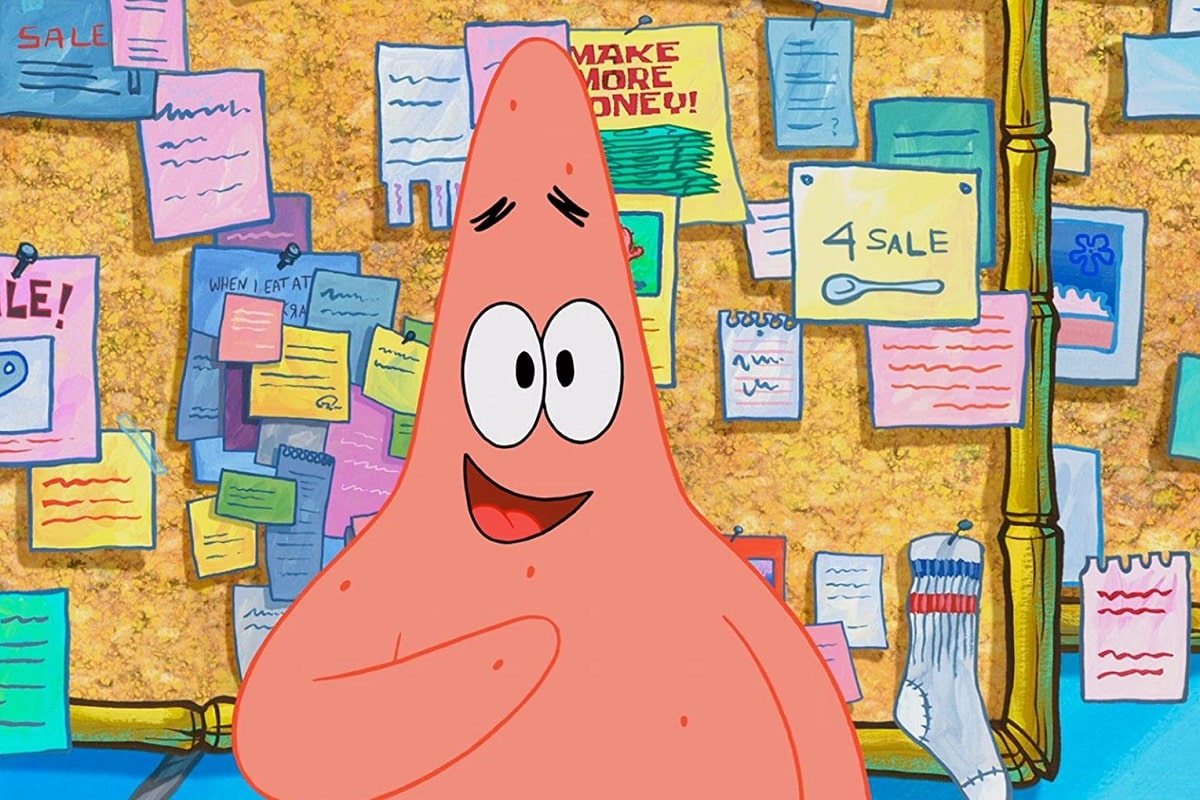 SALE
MAKE
MORE
ONEY!
4 SALE
LE!
WHEN I EAT AT
?